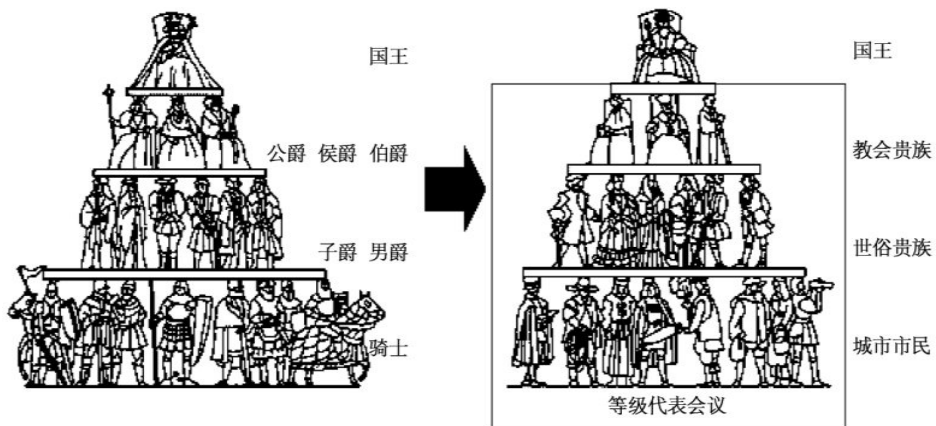 国王
公爵 侯爵 伯爵
子爵 男爵
骑士
国王
教会贵族
世俗贵族
城市市民
等级代表会议